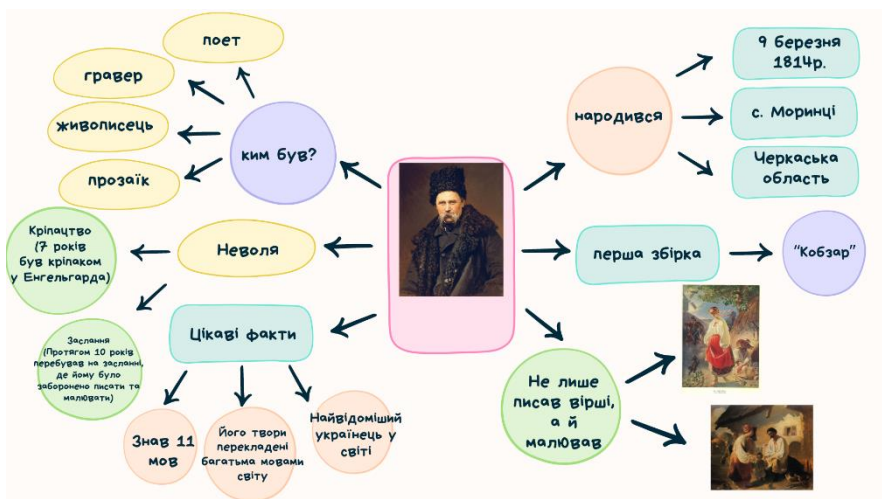 поет
гравер
живописець
прозаїк
ким був?
народився
9 березня
1814р.
с. Моринці
Черкаська
область
Неволя
Кріпацтво
(7 років
був кріпаком
у Енгельгарда)
Заслання
(Протягом 10 років
перебував на засланні,
де йому було
заборонено писати та
малювати)
перша збірка
"Кобзар"
Цікаві факти
Знав 11
мов
Його твори
перекладені
багатьма мовами
світу
Найвідоміший
українець у
світі
Не лише
писав вірші,
а й
малював